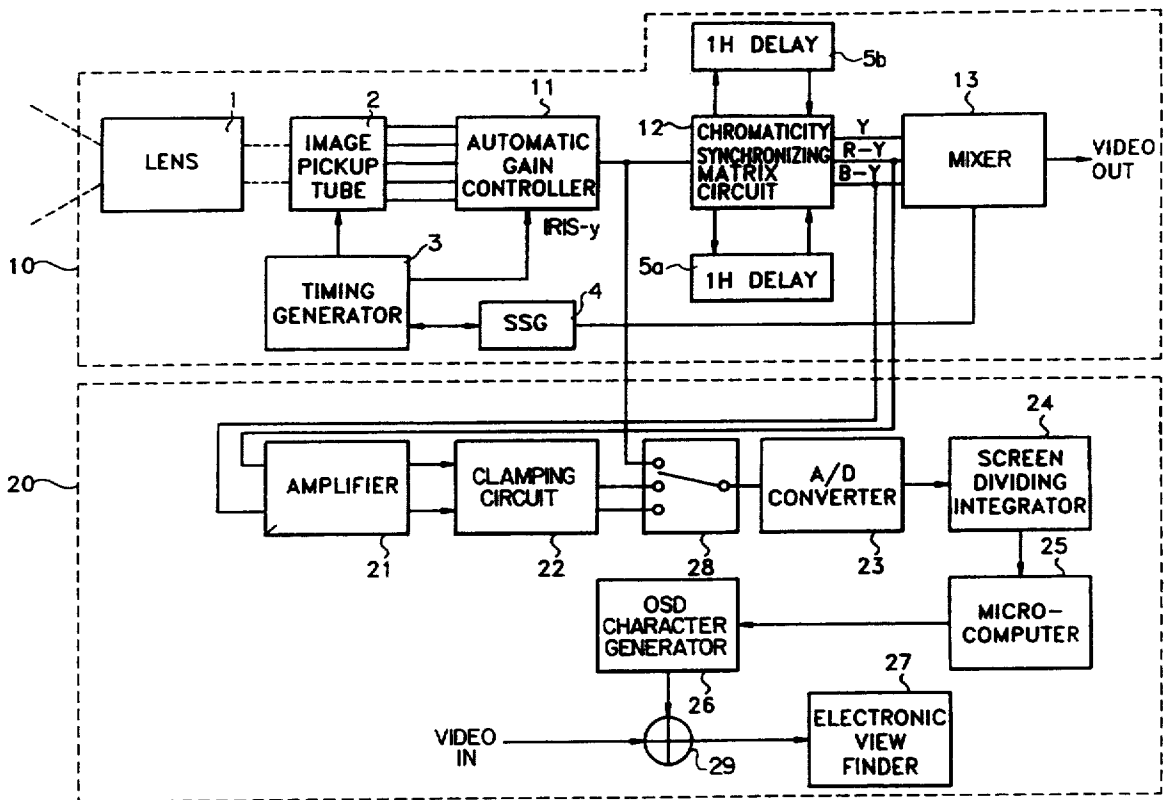 1H DELAY
5b
1
2
11
12
13
LENS
IMAGE
PICKUP
TUBE
AUTOMATIC
GAIN
CONTROLLER
CHROMATICITY
SYNCHRONIZING
MATRIX
CIRCUIT
Y
R-Y
B-Y
MIXER
VIDEO
OUT
IRIS-y
10
3
TIMING
GENERATOR
4
SSG
5a
1H DELAY
20
AMPLIFIER
21
CLAMPING
CIRCUIT
22
28
A/D
CONVERTER
23
24
SCREEN
DIVIDING
INTEGRATOR
25
MICRO-
COMPUTER
OSD
CHARACTER
GENERATOR
26
27
ELECTRONIC
VIEW
FINDER
VIDEO
IN
29